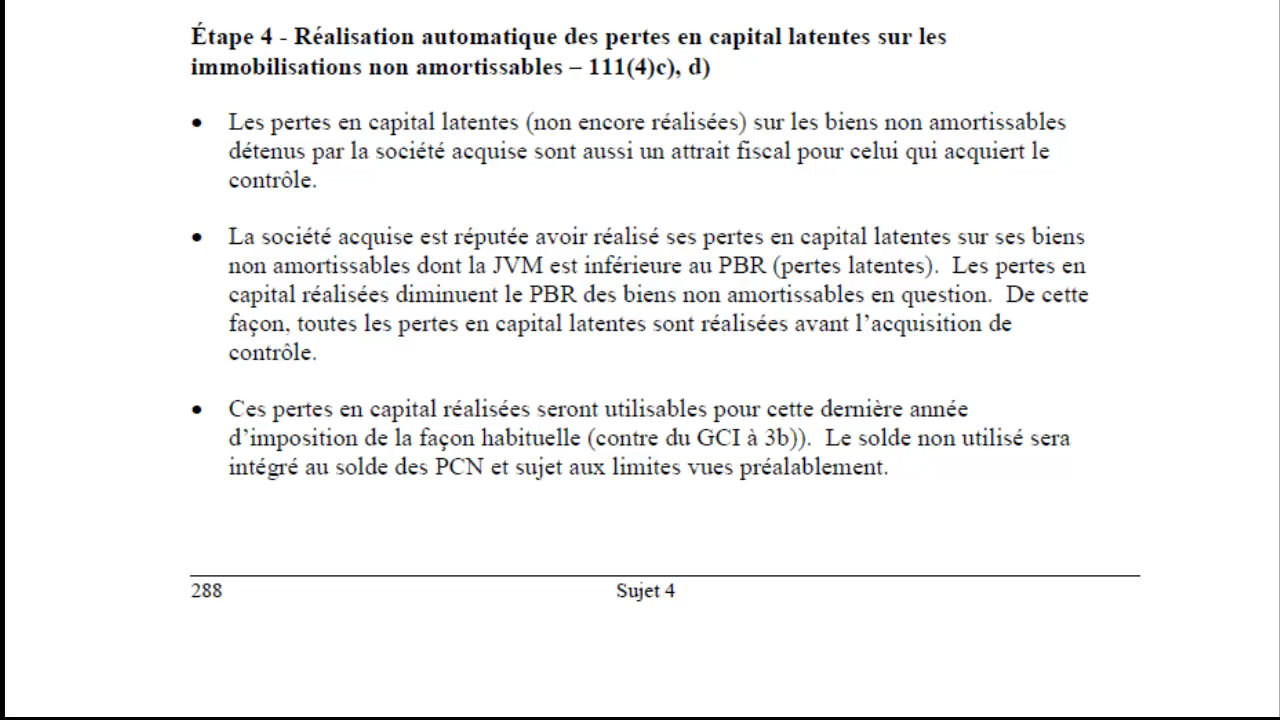 Étape 4 - Réalisation automatique des pertes en capital latentes sur les
immobilisations non amortissables – 111(4)c), d)
• Les pertes en capital latentes (non encore réalisées) sur les biens non amortissables
détenus par la société acquise sont aussi un attrait fiscal pour celui qui acquiert le
contrôle.
• La société acquise est réputée avoir réalisé ses pertes en capital latentes sur ses biens
non amortissables dont la JVM est inférieure au PBR (pertes latentes). Les pertes en
capital réalisées diminuent le PBR des biens non amortissables en question. De cette
façon, toutes les pertes en capital latentes sont réalisées avant l’acquisition de
contrôle.
• Ces pertes en capital réalisées seront utilisables pour cette dernière année
d’imposition de la façon habituelle (contre du GCI à 3b)). Le solde non utilisé sera
intégré au solde des PCN et sujet aux limites vues préalablement.
288 Sujet 4